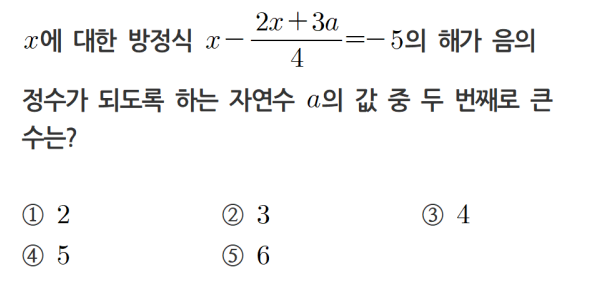 x에 대한 방정식 x − \frac{2x+3a}{4} = −5의 해가 음의
정수가 되도록 하는 자연수 a의 값 중 두 번째로 큰
수는?
① 2 ② 3 ③ 4
④ 5 ⑤ 6